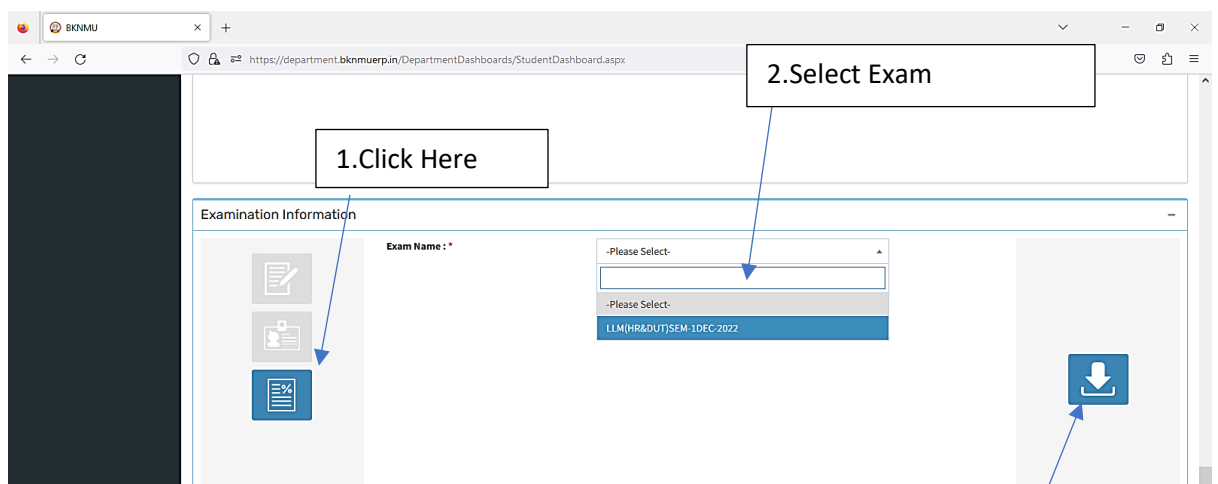 BKNMU
https://department.bknmuerp.in/DepartmentDashboards/StudentDashboard.aspx
2.Select Exam
1.Click Here
Examination Information
Exam Name : *
-Please Select-
-Please Select-
LLM(HR&DUT)SEM-1DEC-2022